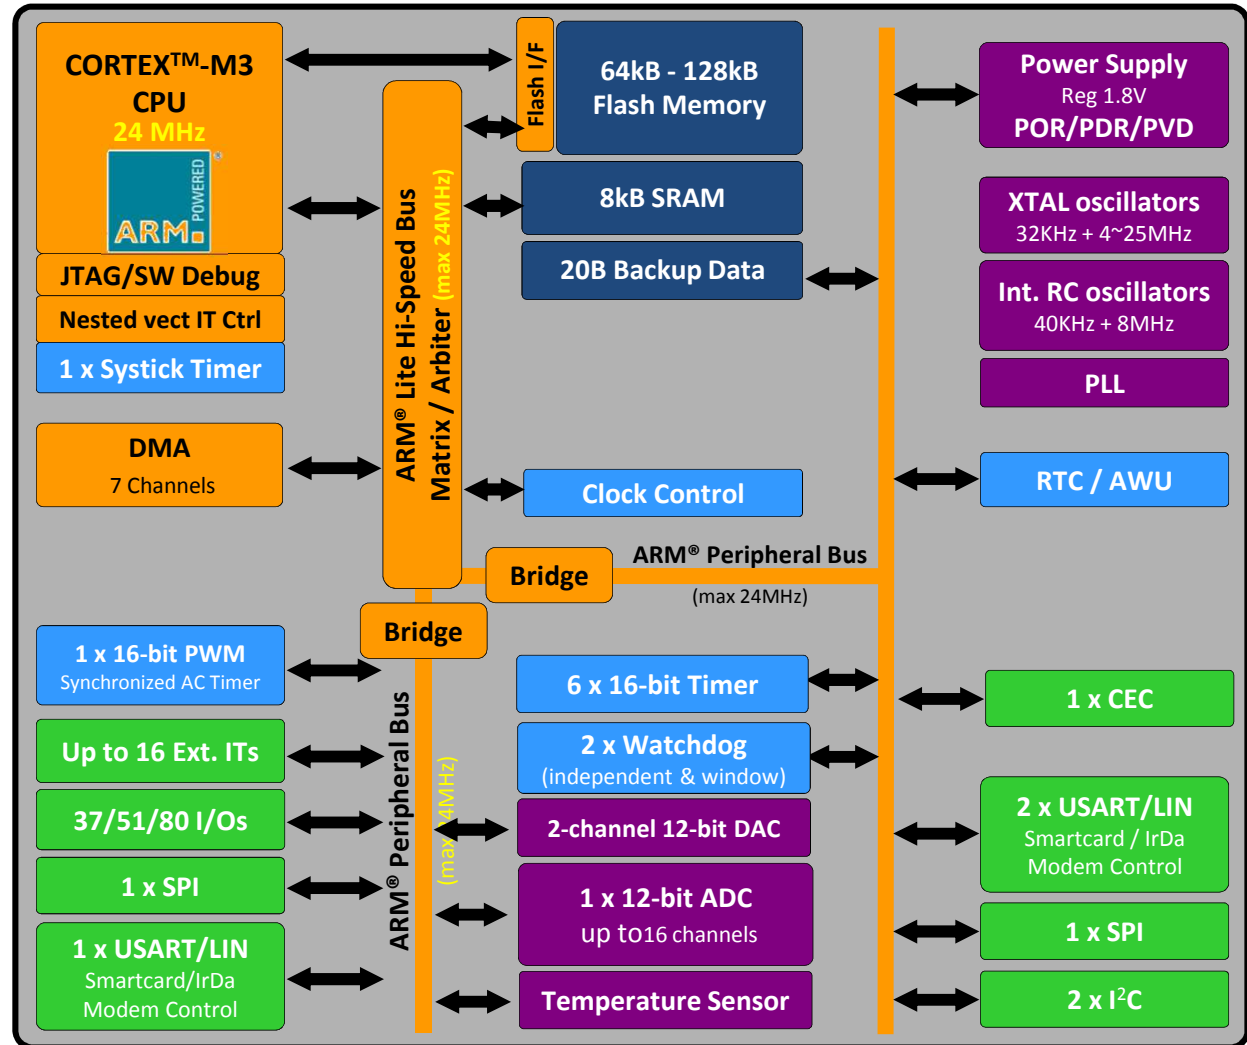 CORTEX™-M3
CPU
24 MHz
ARM® POWERED
JTAG/SW Debug
Nested vect IT Ctrl
1 x Systick Timer
DMA
7 Channels
ARM® Lite Hi-Speed Bus
Matrix / Arbiter (max 24MHz)
Flash I/F
64kB - 128kB
Flash Memory
8kB SRAM
20B Backup Data
Clock Control
Bridge
ARM® Peripheral Bus
(max 24MHz)
Power Supply
Reg 1.8V
POR/PDR/PVD
XTAL oscillators
32KHz + 4~25MHz
Int. RC oscillators
40KHz + 8MHz
PLL
RTC / AWU
Bridge
ARM® Peripheral Bus
(max 24MHz)
1 x 16-bit PWM
Synchronized AC Timer
Up to 16 Ext. ITs
37/51/80 I/Os
1 x SPI
1 x USART/LIN
Smartcard/IrDa
Modem Control
6 x 16-bit Timer
2 x Watchdog
(independent & window)
2-channel 12-bit DAC
1 x 12-bit ADC
up to16 channels
Temperature Sensor
1 x CEC
2 x USART/LIN
Smartcard / IrDa
Modem Control
1 x SPI
2 x I²C